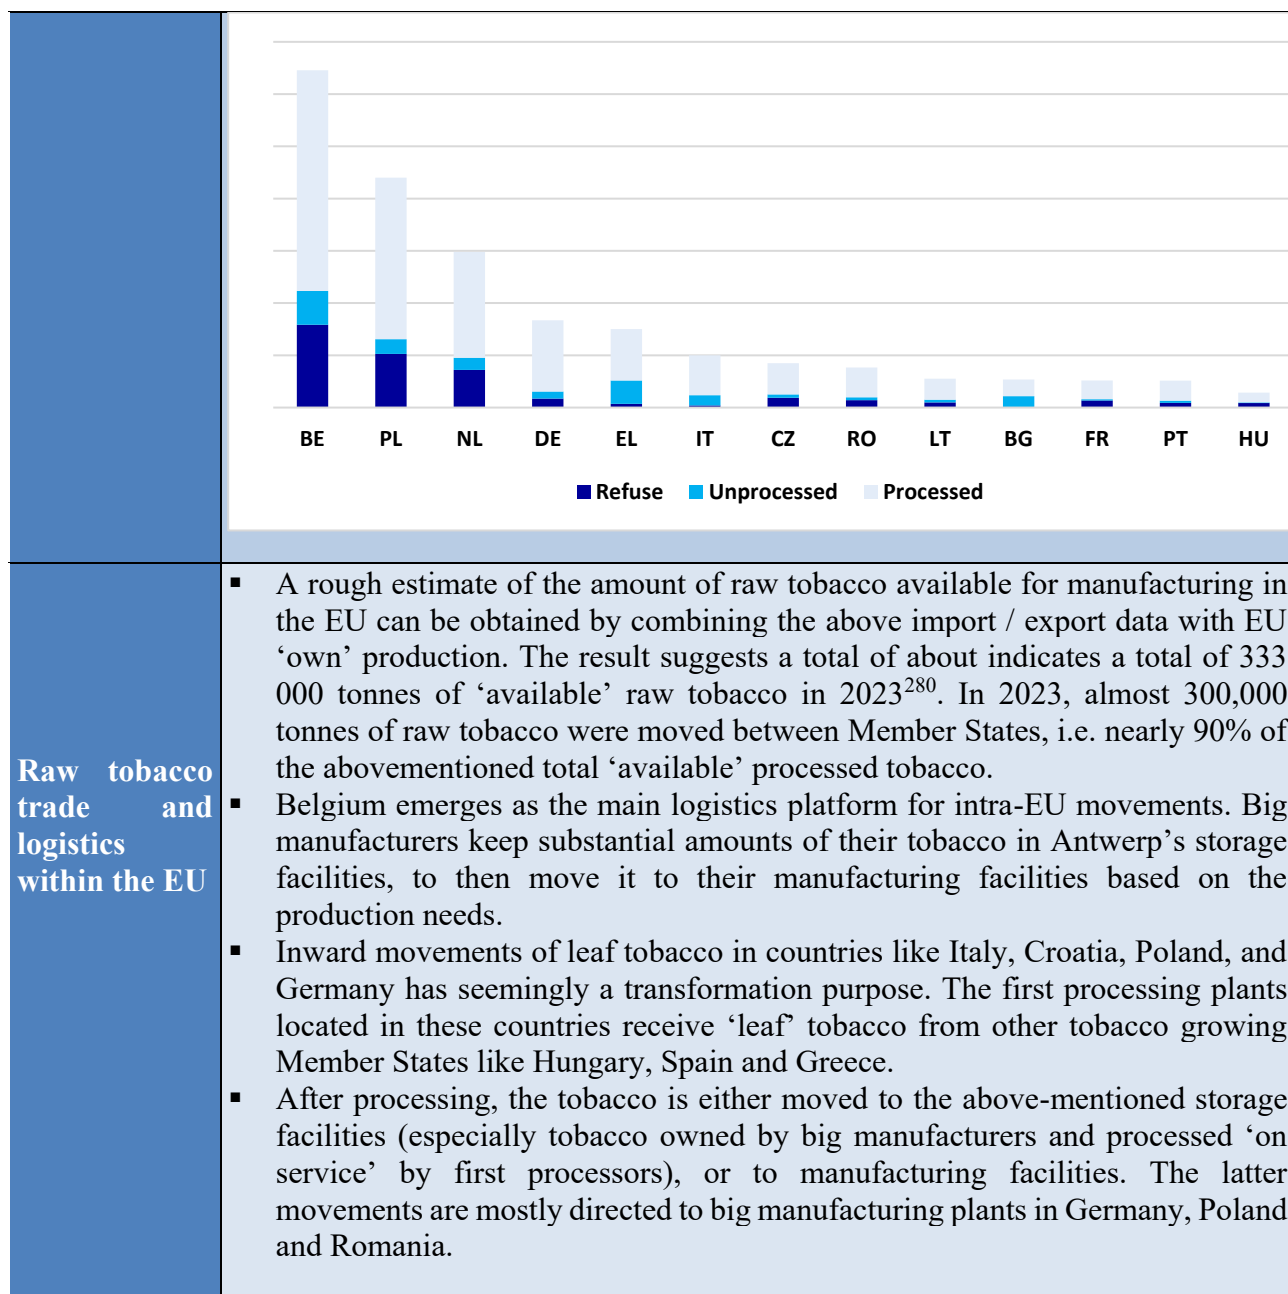 BE PL NL DE EL IT CZ RO LT BG FR PT HU
Refuse Unprocessed Processed
Raw tobacco
trade and
logistics
within the EU
▪ A rough estimate of the amount of raw tobacco available for manufacturing in
the EU can be obtained by combining the above import / export data with EU
‘own’ production. The result suggests a total of about indicates a total of 333
000 tonnes of ‘available’ raw tobacco in 2023280. In 2023, almost 300,000
tonnes of raw tobacco were moved between Member States, i.e. nearly 90% of
the abovementioned total ‘available’ processed tobacco.
▪ Belgium emerges as the main logistics platform for intra-EU movements. Big
manufacturers keep substantial amounts of their tobacco in Antwerp’s storage
facilities, to then move it to their manufacturing facilities based on the
production needs.
▪ Inward movements of leaf tobacco in countries like Italy, Croatia, Poland, and
Germany has seemingly a transformation purpose. The first processing plants
located in these countries receive ‘leaf’ tobacco from other tobacco growing
Member States like Hungary, Spain and Greece.
▪ After processing, the tobacco is either moved to the above-mentioned storage
facilities (especially tobacco owned by big manufacturers and processed ‘on
service’ by first processors), or to manufacturing facilities. The latter
movements are mostly directed to big manufacturing plants in Germany, Poland
and Romania.